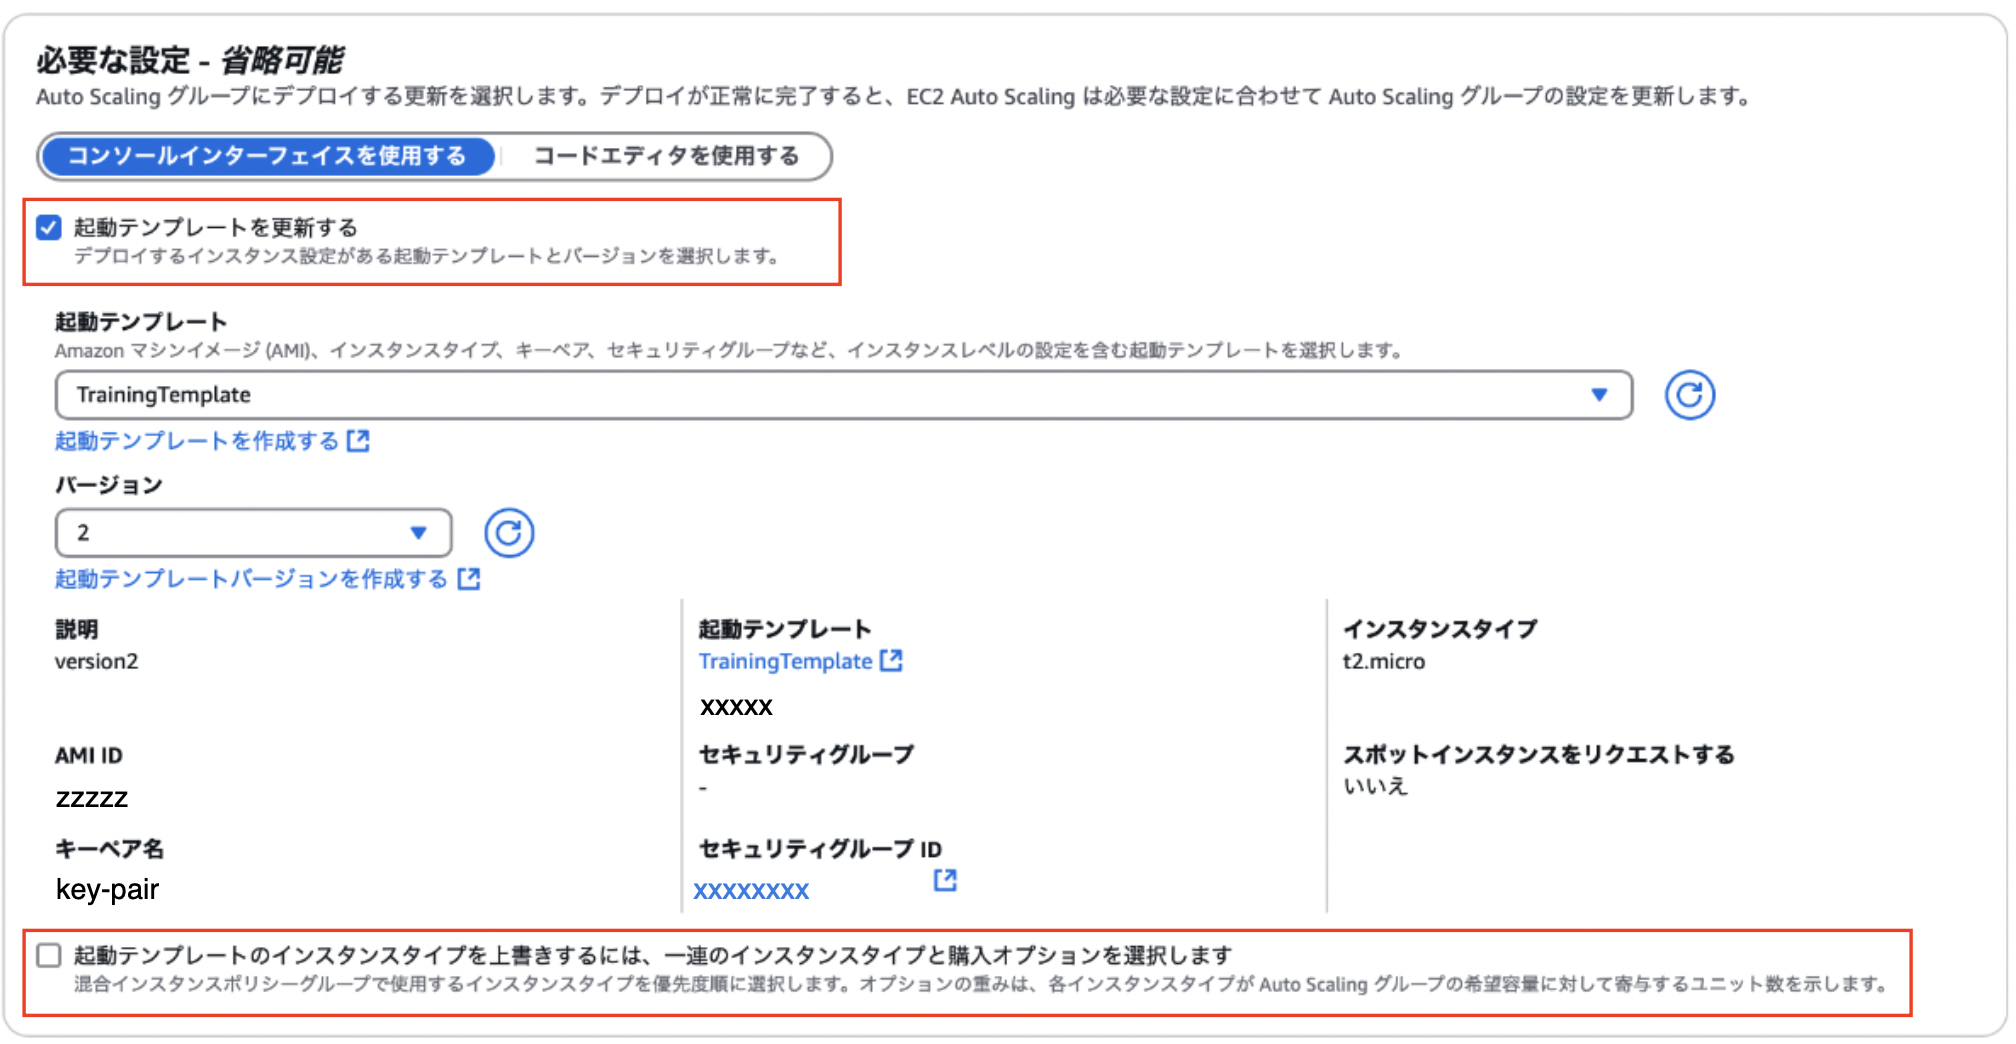 必要な設定 - 省略可能
Auto Scaling グループにデプロイする更新を選択します。デプロイが正常に完了すると、EC2 Auto Scaling は必要な設定に合わせて Auto Scaling グループの設定を更新します。
コンソールインターフェイスを使用する
コードエディタを使用する
起動テンプレートを更新する
デプロイするインスタンス設定がある起動テンプレートとバージョンを選択します。
起動テンプレート
Amazon マシンイメージ (AMI)、インスタンスタイプ、キーペア、セキュリティグループなど、インスタンスレベルの設定を含む起動テンプレートを選択します。
TrainingTemplate
起動テンプレートを作成する
バージョン
2
起動テンプレートバージョンを作成する
説明
version2
起動テンプレート
TrainingTemplate
xxxxx
インスタンスタイプ
t2.micro
AMI ID
zzzzz
セキュリティグループ
-
スポットインスタンスをリクエストする
いいえ
キーペア名
key-pair
セキュリティグループ ID
xxxxxxxx
起動テンプレートのインスタンスタイプを上書きするには、一連のインスタンスタイプと購入オプションを選択します
混合インスタンスポリシーグループで使用するインスタンスタイプを優先度順に選択します。オプションの重みは、各インスタンスタイプが Auto Scaling グループの希望容量に対して寄与するユニット数を示します。